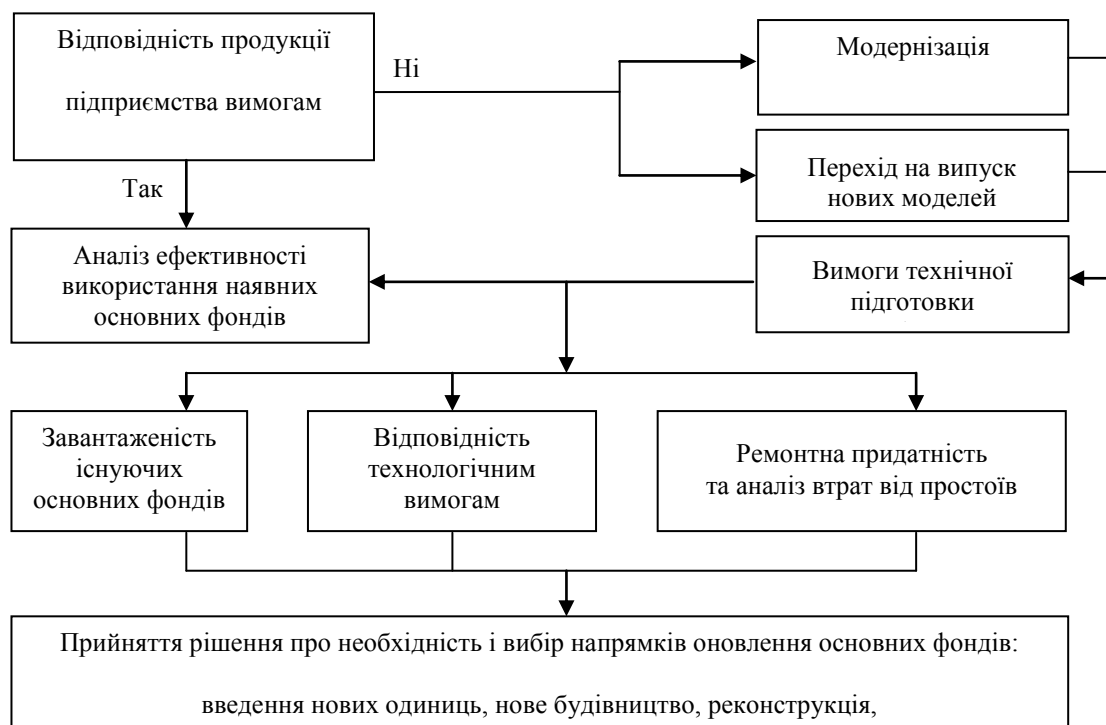 Відповідність продукції
підприємства вимогам
Ні
Модернізація
Так
Перехід на випуск
нових моделей
Аналіз ефективності
використання наявних
основних фондів
Вимоги технічної
підготовки
Завантаженість
існуючих
основних фондів
Відповідність
технологічним
вимогам
Ремонтна придатність
та аналіз втрат від простоїв
Прийняття рішення про необхідність і вибір напрямків оновлення основних фондів:
введення нових одиниць, нове будівництво, реконструкція,